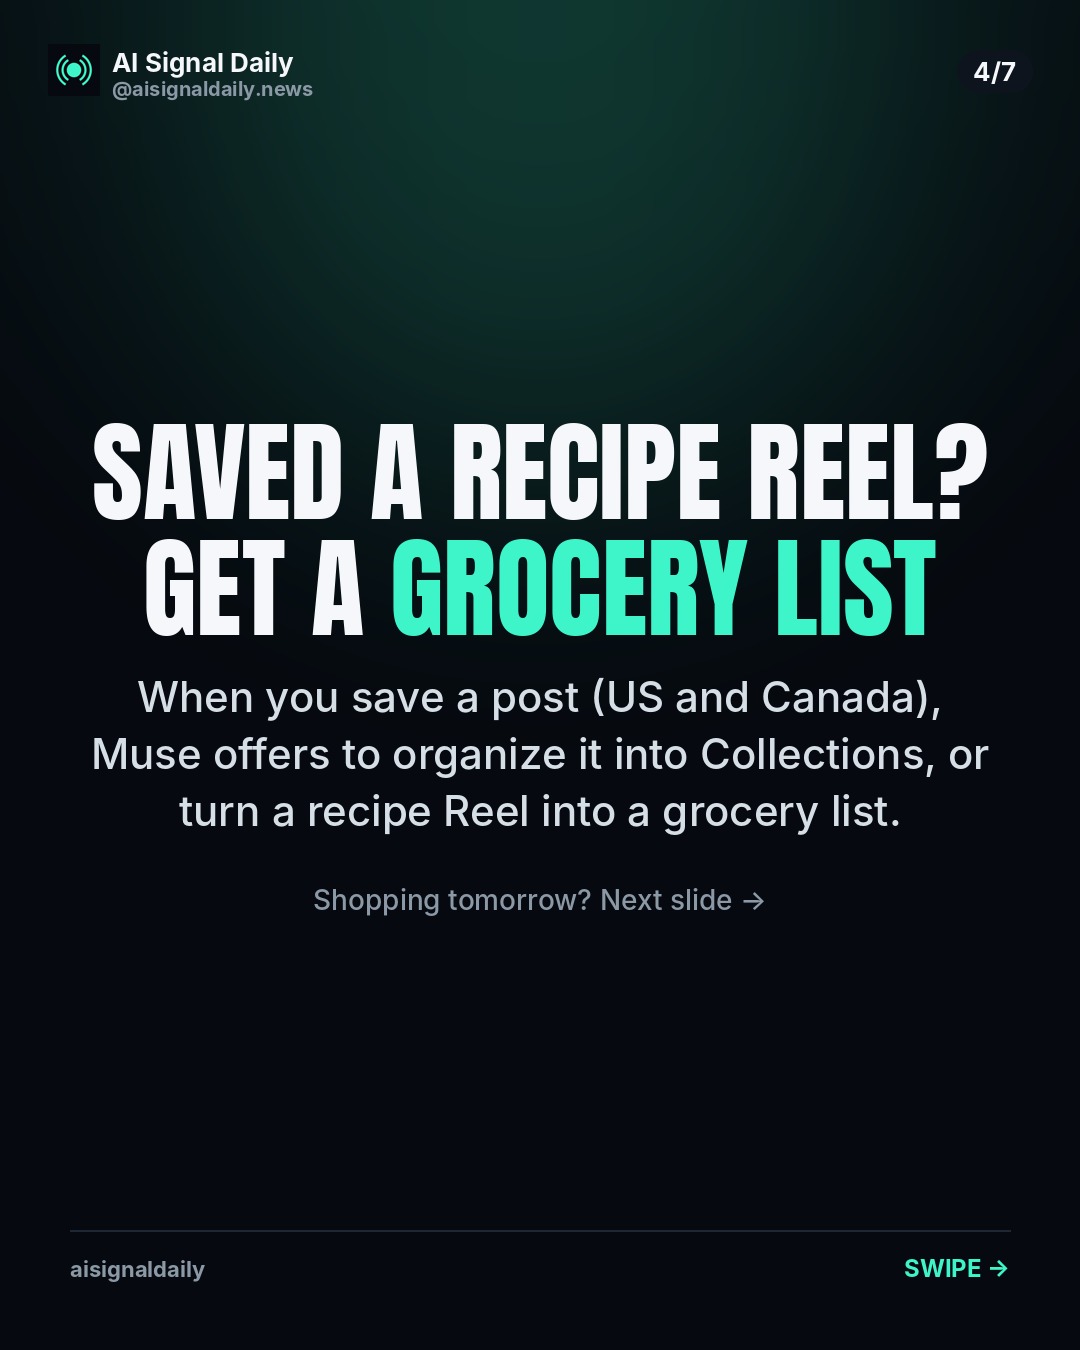 AI Signal Daily
@aisignaldaily.news
4/7
SAVED A RECIPE REEL?
GET A GROCERY LIST
When you save a post (US and Canada),
Muse offers to organize it into Collections, or
turn a recipe Reel into a grocery list.
Shopping tomorrow? Next slide →
aisignaldaily
SWIPE →